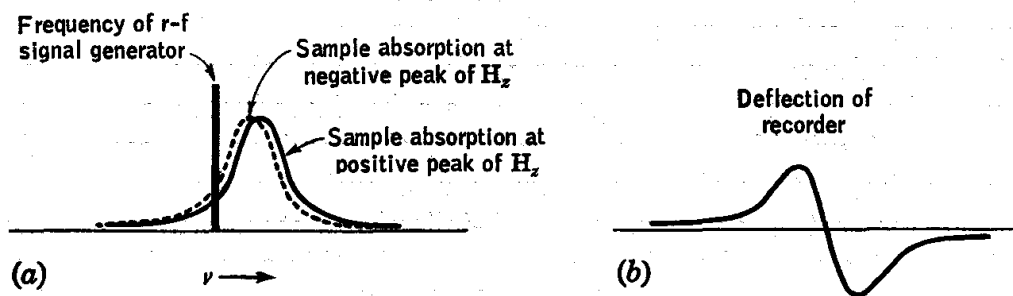 Frequency of r-f
signal generator
Sample absorption at
negative peak of H_z
Sample absorption at
positive peak of H_z
Deflection of
recorder
(a)
ν
(b)